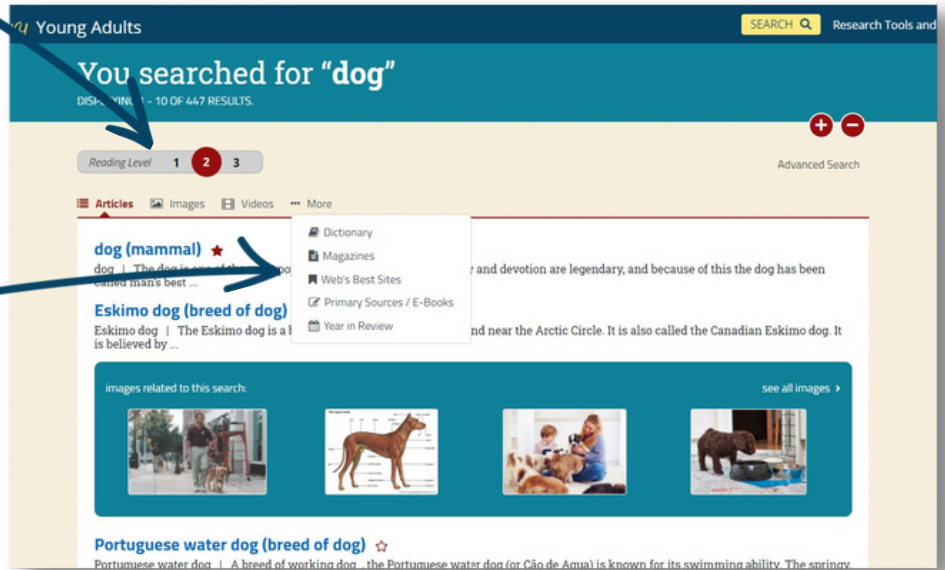 Young Adults
SEARCH
Research Tools and
You searched for "dog"
DISPLAYING 1 - 10 OF 447 RESULTS.
Reading Level 1 2 3
Advanced Search
Articles Images Videos ••• More
Dictionary
Magazines
Web's Best Sites
Primary Sources / E-Books
Year in Review
dog (mammal)
dog | The dog is one of the most y and devotion are legendary, and because of this the dog has been
called man's best ...
Eskimo dog (breed of dog)
Eskimo dog | The Eskimo dog is a b nd near the Arctic Circle. It is also called the Canadian Eskimo dog. It
is believed by ...
images related to this search:
see all images >
Portuguese water dog (breed of dog)
Portuguese water dog | A breed of working dog , the Portuguese water dog (or Cão de Agua) is known for its swimming ability. The springy,